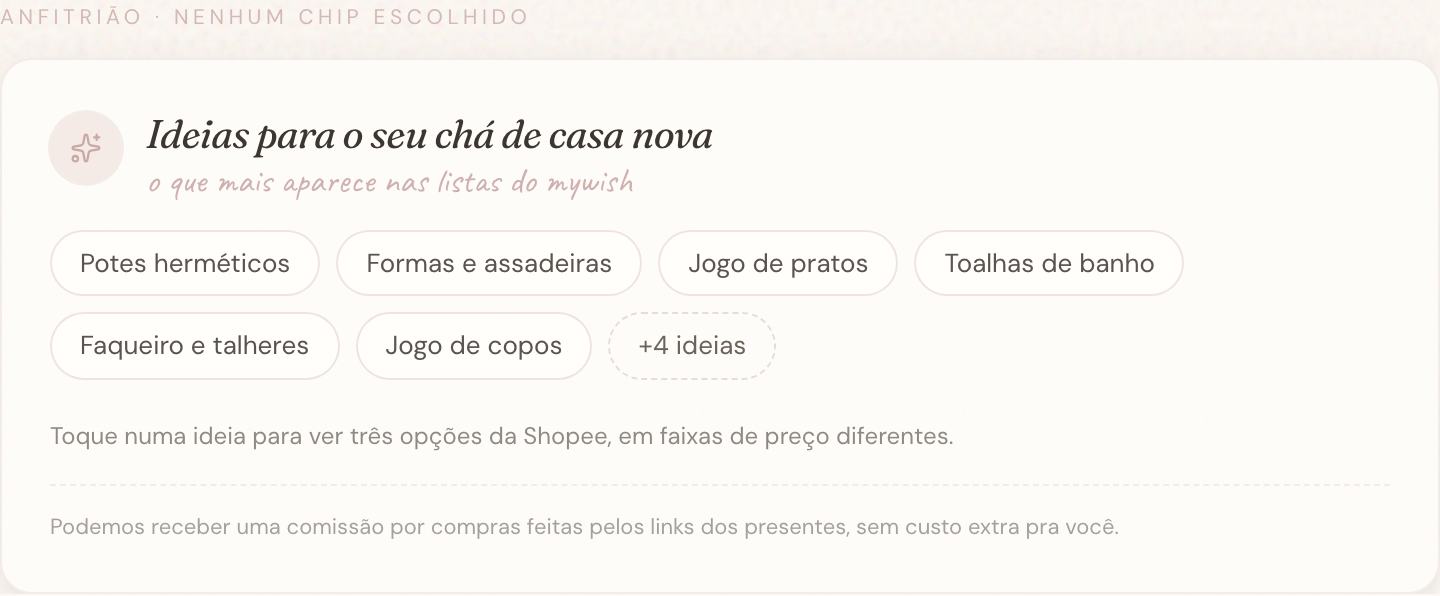 ANFITRIÃO · NENHUM CHIP ESCOLHIDO
Ideias para o seu chá de casa nova
o que mais aparece nas listas do mywish
Potes herméticos
Formas e assadeiras
Jogo de pratos
Toalhas de banho
Faqueiro e talheres
Jogo de copos
+4 ideias
Toque numa ideia para ver três opções da Shopee, em faixas de preço diferentes.
Podemos receber uma comissão por compras feitas pelos links dos presentes, sem custo extra pra você.